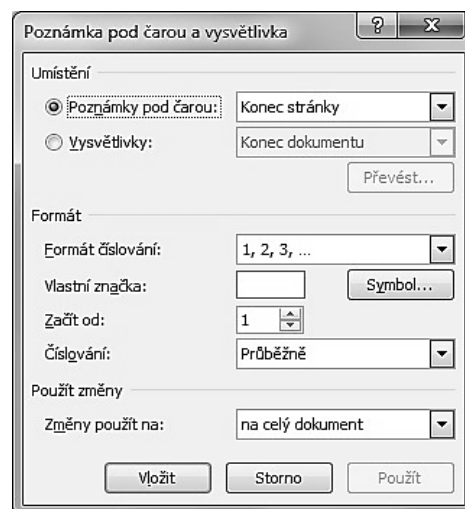 Poznámka pod čarou a vysvětlivka
Umístění
Poznámky pod čarou: Konec stránky
Vysvětlivky: Konec dokumentu
Převést...
Formát
Formát číslování: 1, 2, 3, ...
Vlastní značka: Symbol...
Začít od: 1
Číslování: Průběžně
Použít změny
Změny použít na: na celý dokument
Vložit Storno Použít